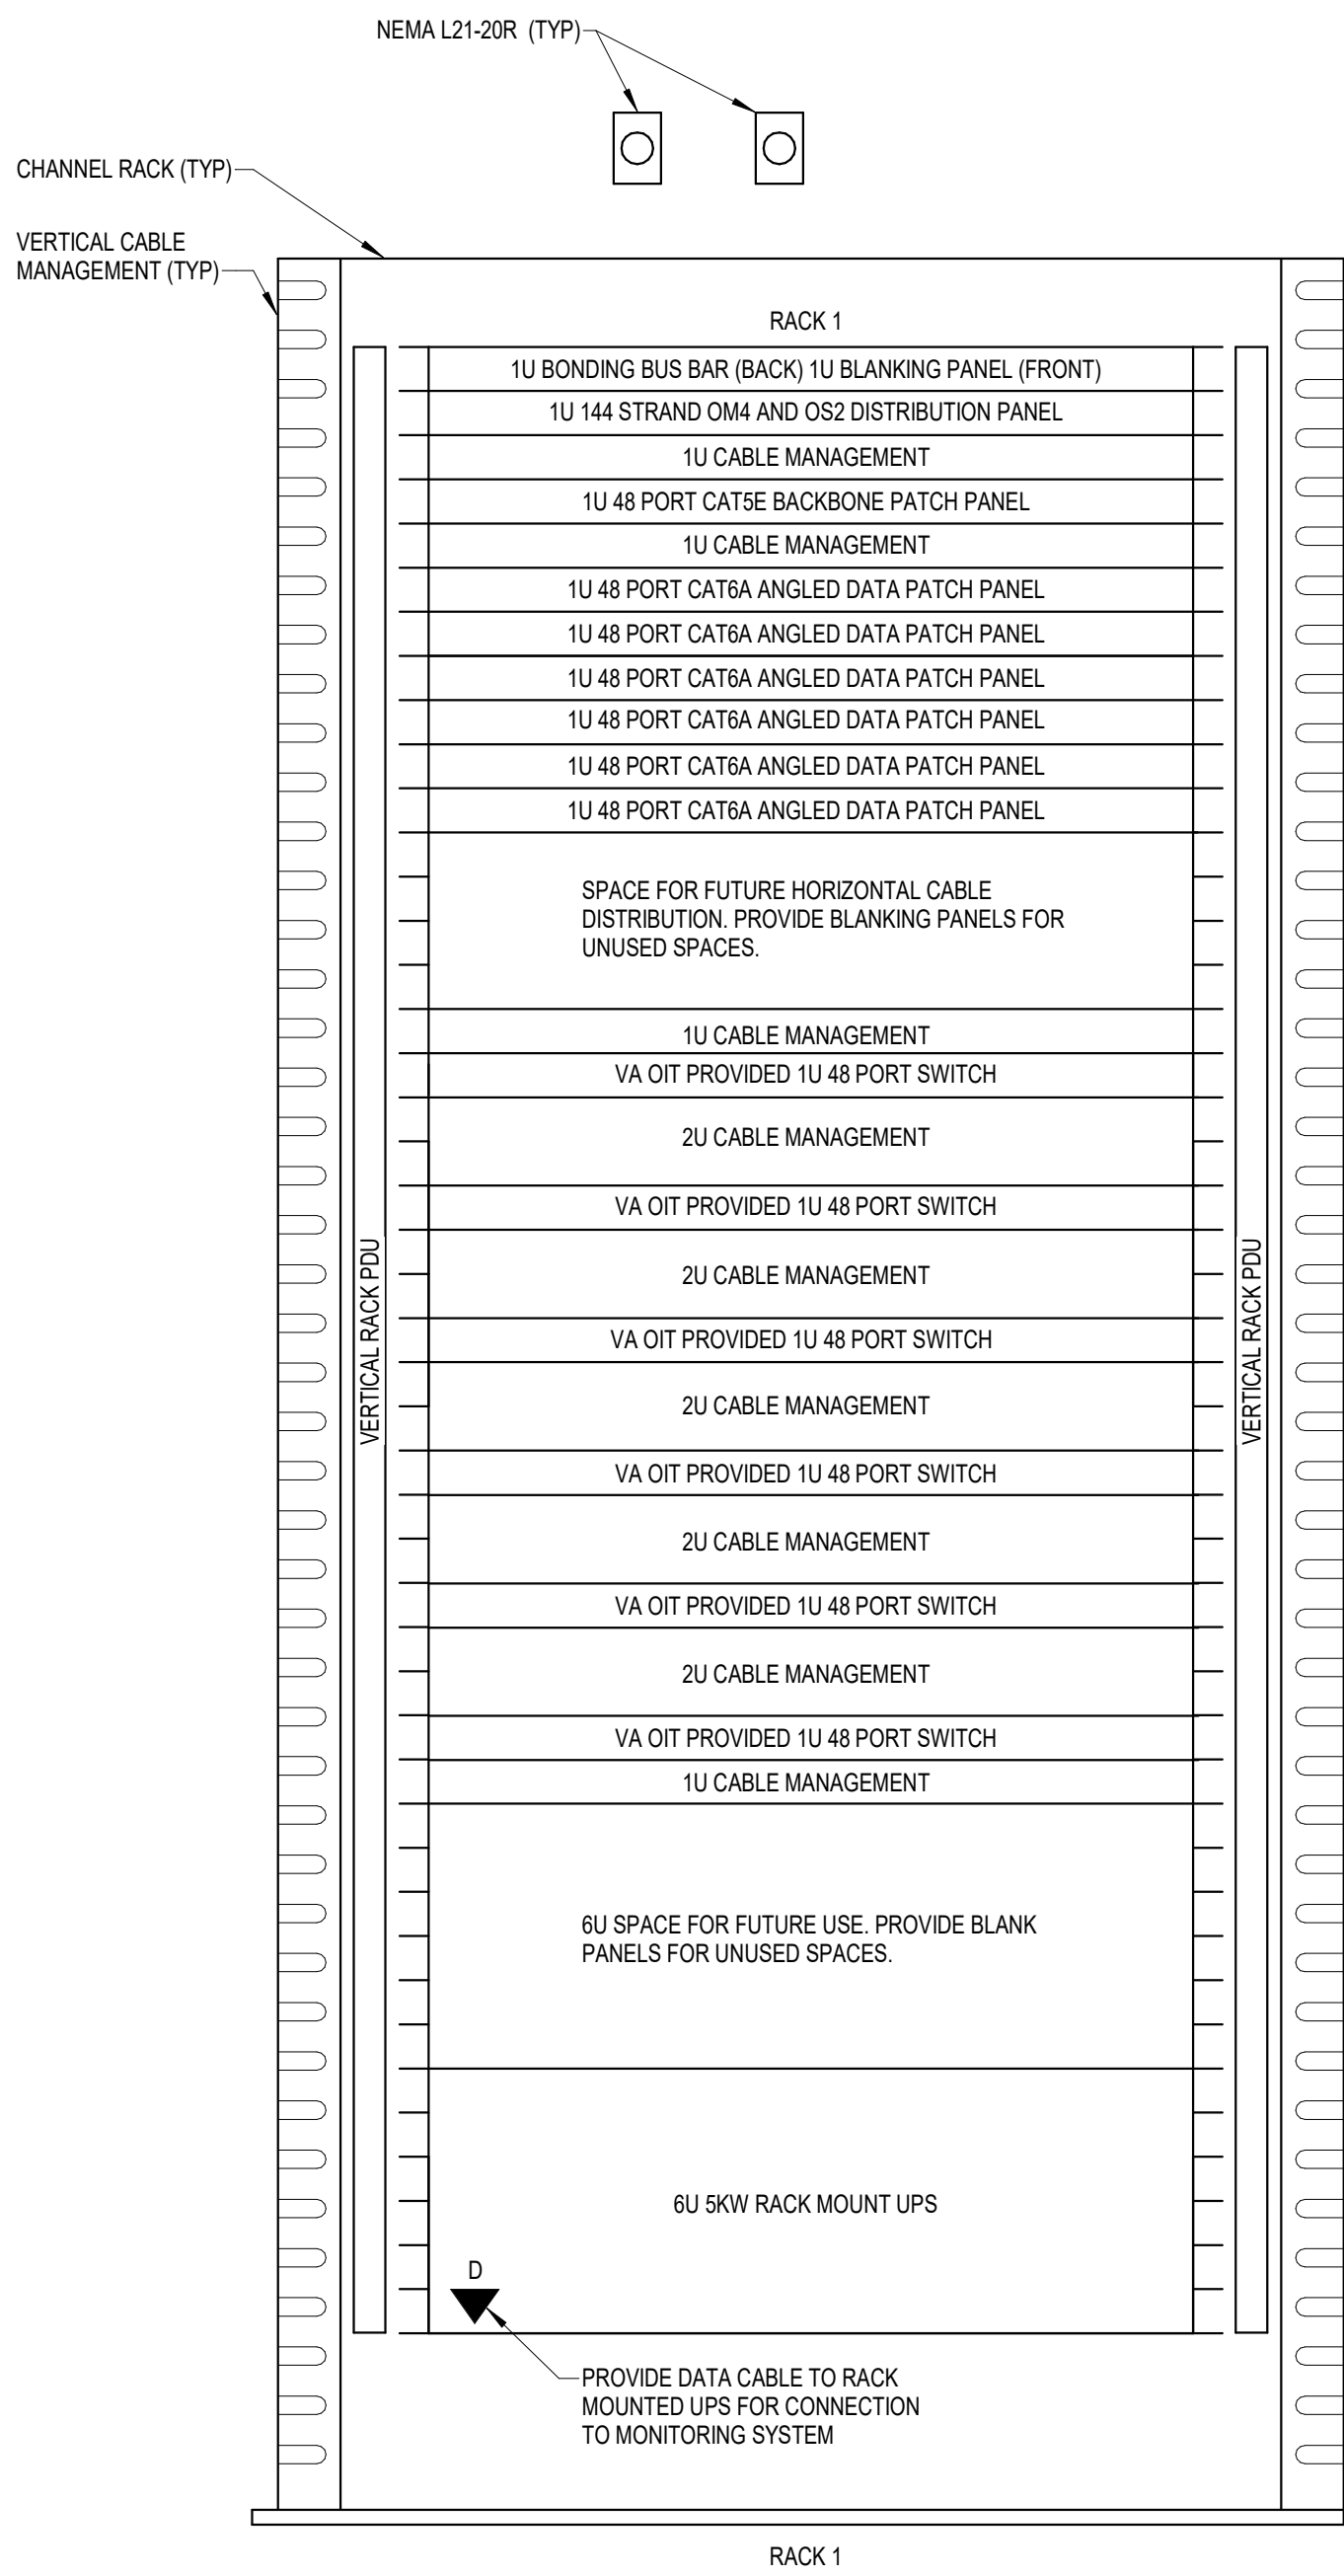 NEMA L21-20R (TYP)
CHANNEL RACK (TYP)
VERTICAL CABLE
MANAGEMENT (TYP)
RACK 1
1U BONDING BUS BAR (BACK) 1U BLANKING PANEL (FRONT)
1U 144 STRAND OM4 AND OS2 DISTRIBUTION PANEL
1U CABLE MANAGEMENT
1U 48 PORT CAT5E BACKBONE PATCH PANEL
1U CABLE MANAGEMENT
1U 48 PORT CAT6A ANGLED DATA PATCH PANEL
1U 48 PORT CAT6A ANGLED DATA PATCH PANEL
1U 48 PORT CAT6A ANGLED DATA PATCH PANEL
1U 48 PORT CAT6A ANGLED DATA PATCH PANEL
1U 48 PORT CAT6A ANGLED DATA PATCH PANEL
1U 48 PORT CAT6A ANGLED DATA PATCH PANEL
SPACE FOR FUTURE HORIZONTAL CABLE
DISTRIBUTION. PROVIDE BLANKING PANELS FOR
UNUSED SPACES.
1U CABLE MANAGEMENT
VA OIT PROVIDED 1U 48 PORT SWITCH
2U CABLE MANAGEMENT
VA OIT PROVIDED 1U 48 PORT SWITCH
2U CABLE MANAGEMENT
VERTICAL RACK PDU
VERTICAL RACK PDU
VA OIT PROVIDED 1U 48 PORT SWITCH
2U CABLE MANAGEMENT
VA OIT PROVIDED 1U 48 PORT SWITCH
2U CABLE MANAGEMENT
VA OIT PROVIDED 1U 48 PORT SWITCH
2U CABLE MANAGEMENT
VA OIT PROVIDED 1U 48 PORT SWITCH
1U CABLE MANAGEMENT
6U SPACE FOR FUTURE USE. PROVIDE BLANK
PANELS FOR UNUSED SPACES.
6U 5KW RACK MOUNT UPS
D
PROVIDE DATA CABLE TO RACK
MOUNTED UPS FOR CONNECTION
TO MONITORING SYSTEM
RACK 1